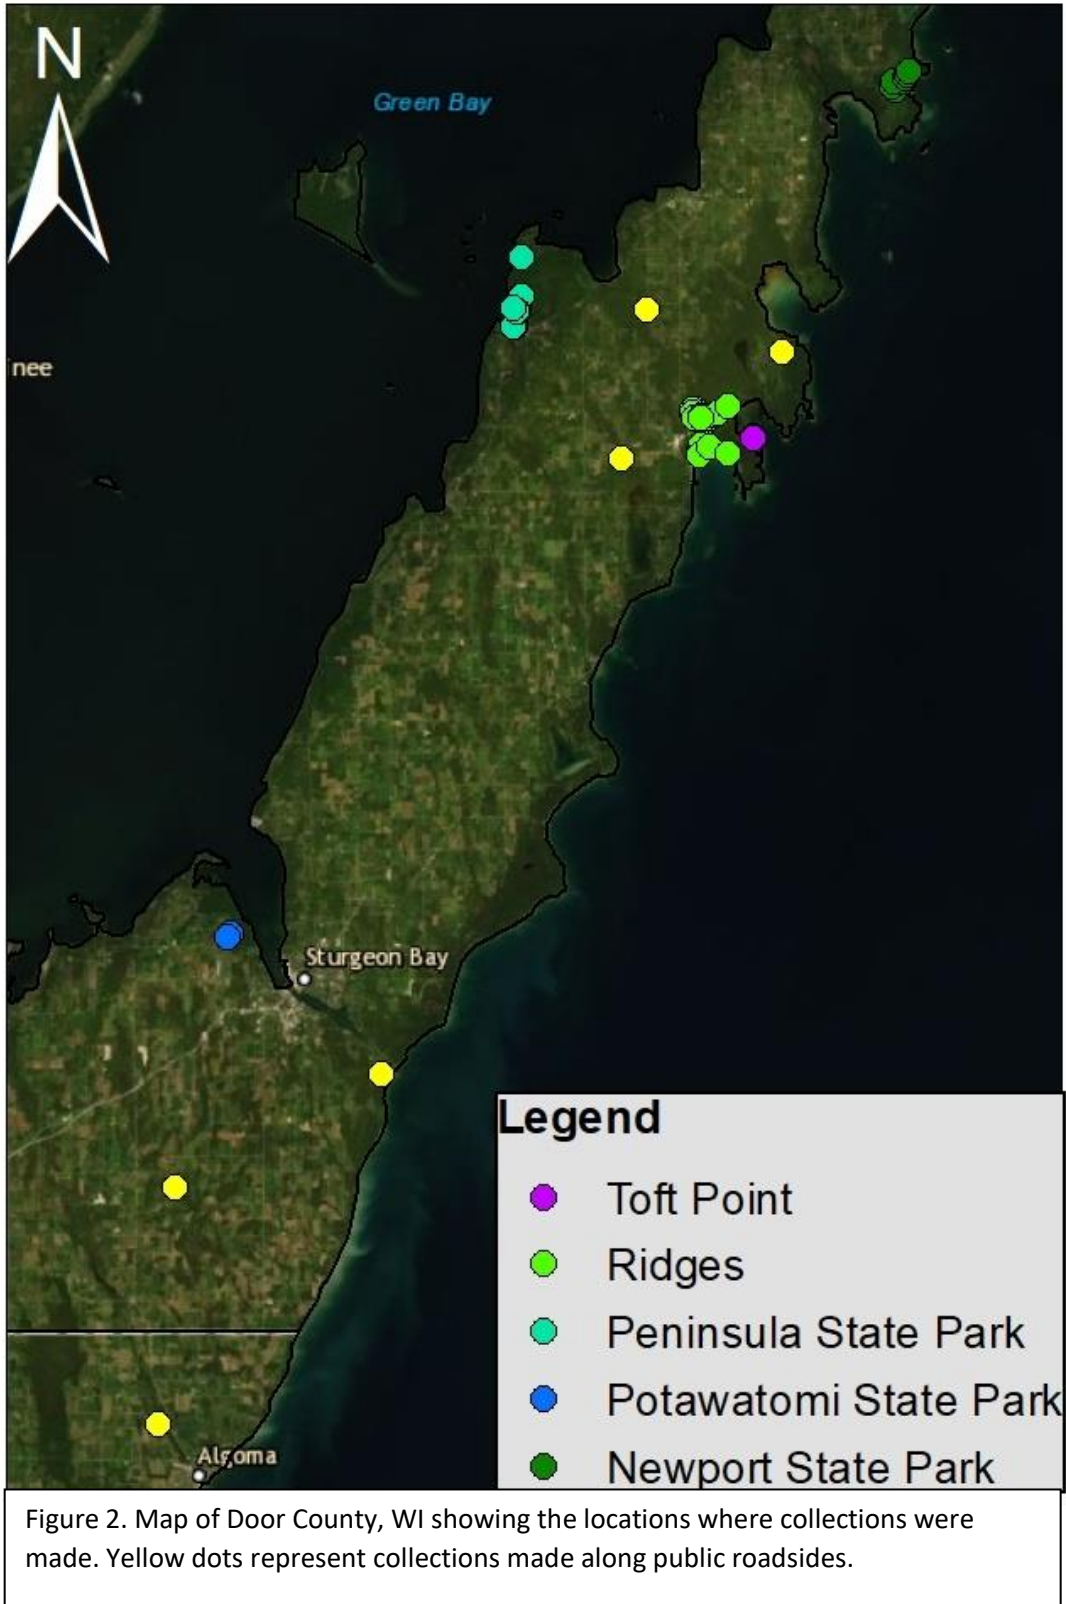 N
Green Bay
inee
Sturgeon Bay
Legend
Toft Point
Ridges
Peninsula State Park
Potawatomi State Park
Newport State Park
Algoma
Figure 2. Map of Door County, WI showing the locations where collections were
made. Yellow dots represent collections made along public roadsides.